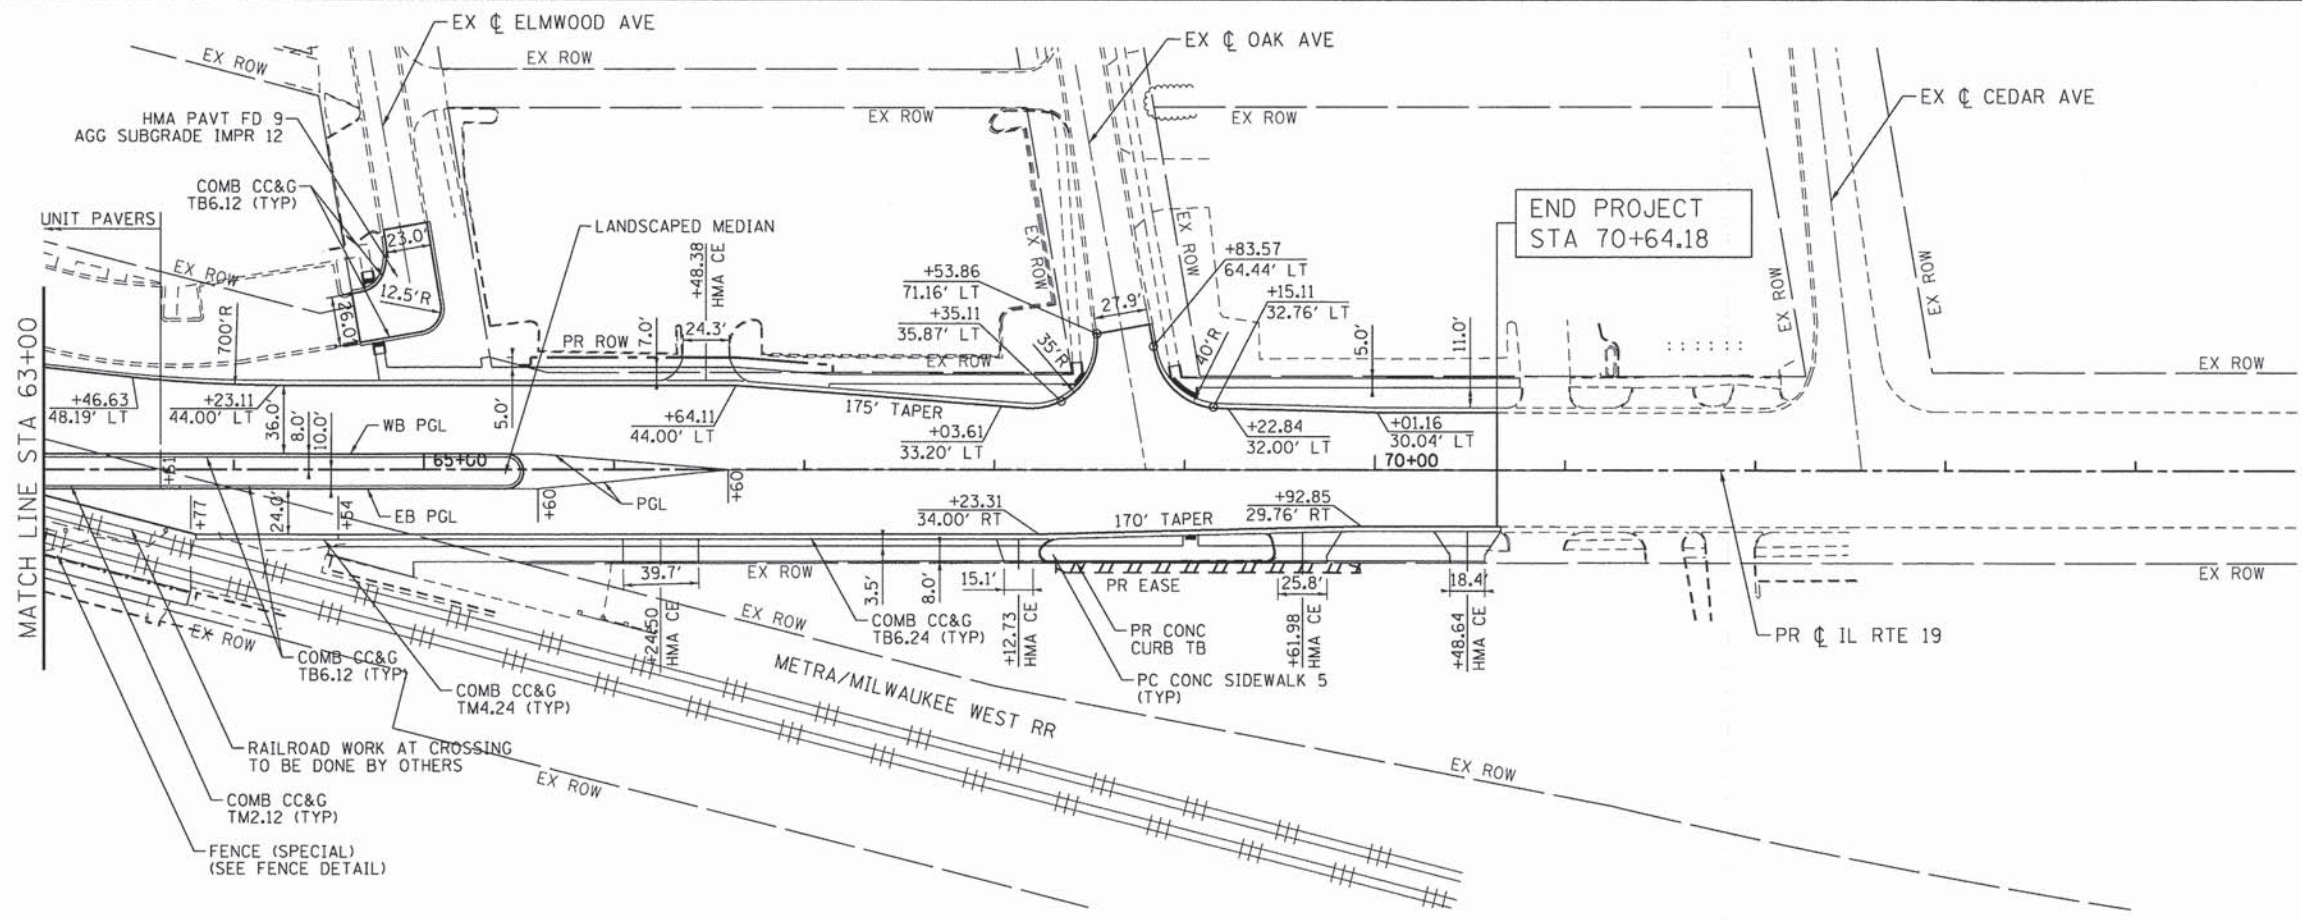 EX ℄ ELMWOOD AVE
EX ROW
EX ROW
EX ℄ OAK AVE
EX ℄ CEDAR AVE
HMA PAVT FD 9
AGG SUBGRADE IMPR 12
EX ROW
EX ROW
COMB CC&G
TB6.12 (TYP)
UNIT PAVERS
23.0'
LANDSCAPED MEDIAN
END PROJECT
STA 70+64.18
EX ROW
EX ROW
EX ROW
EX ROW
EX ROW
+48.38
HMA CE
+53.86
71.16' LT
+83.57
64.44' LT
12.5'R
26.0'
700'R
+35.11
35.87' LT
27.9'
+15.11
32.76' LT
PR ROW
7.0'
24.3'
EX ROW
35'R
40'R
5.0'
11.0'
EX ROW
MATCH LINE STA 63+00
+46.63
48.19' LT
+23.11
44.00' LT
36.0'
8.0'
10.0'
5.0'
WB PGL
+64.11
44.00' LT
175' TAPER
+03.61
33.20' LT
+22.84
32.00' LT
+01.16
30.04' LT
+61
65+00
70+00
+77
24.0'
+54
EB PGL
+60
PGL
+60
+23.31
34.00' RT
170' TAPER
+92.85
29.76' RT
39.7'
EX ROW
3.5'
8.0'
15.1'
PR EASE
25.8'
18.4'
EX ROW
+24.50
HMA CE
EX ROW
COMB CC&G
TB6.24 (TYP)
+12.73
HMA CE
PR CONC
CURB TB
+61.98
HMA CE
+48.64
HMA CE
PR ℄ IL RTE 19
EX ROW
COMB CC&G
TB6.12 (TYP)
METRA/MILWAUKEE WEST RR
PC CONC SIDEWALK 5
(TYP)
COMB CC&G
TM4.24 (TYP)
RAILROAD WORK AT CROSSING
TO BE DONE BY OTHERS
EX ROW
EX ROW
COMB CC&G
TM2.12 (TYP)
FENCE (SPECIAL)
(SEE FENCE DETAIL)